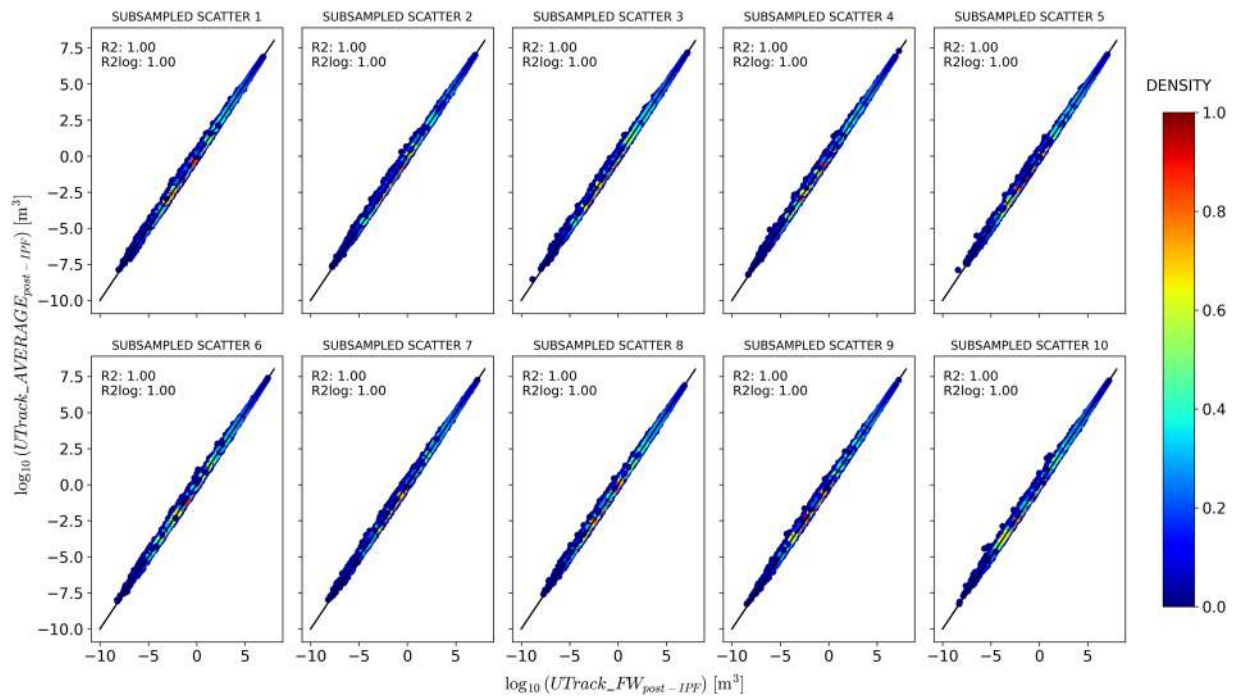 SUBSAMPLED SCATTER 1 SUBSAMPLED SCATTER 2 SUBSAMPLED SCATTER 3 SUBSAMPLED SCATTER 4 SUBSAMPLED SCATTER 5
7.5
5.0
2.5
0.0
−2.5
−5.0
−7.5
−10.0
R2: 1.00 R2: 1.00 R2: 1.00 R2: 1.00 R2: 1.00
R2log: 1.00 R2log: 1.00 R2log: 1.00 R2log: 1.00 R2log: 1.00
SUBSAMPLED SCATTER 6 SUBSAMPLED SCATTER 7 SUBSAMPLED SCATTER 8 SUBSAMPLED SCATTER 9 SUBSAMPLED SCATTER 10
7.5
5.0
2.5
0.0
−2.5
−5.0
−7.5
−10.0
R2: 1.00 R2: 1.00 R2: 1.00 R2: 1.00 R2: 1.00
R2log: 1.00 R2log: 1.00 R2log: 1.00 R2log: 1.00 R2log: 1.00
−10 −5 0 5 −10 −5 0 5 −10 −5 0 5 −10 −5 0 5 −10 −5 0 5
log10 (UTrack_AVERAGEpost−IPF) [m³]
log10 (UTrack_FWpost−IPF) [m³]
DENSITY
1.0
0.8
0.6
0.4
0.2
0.0